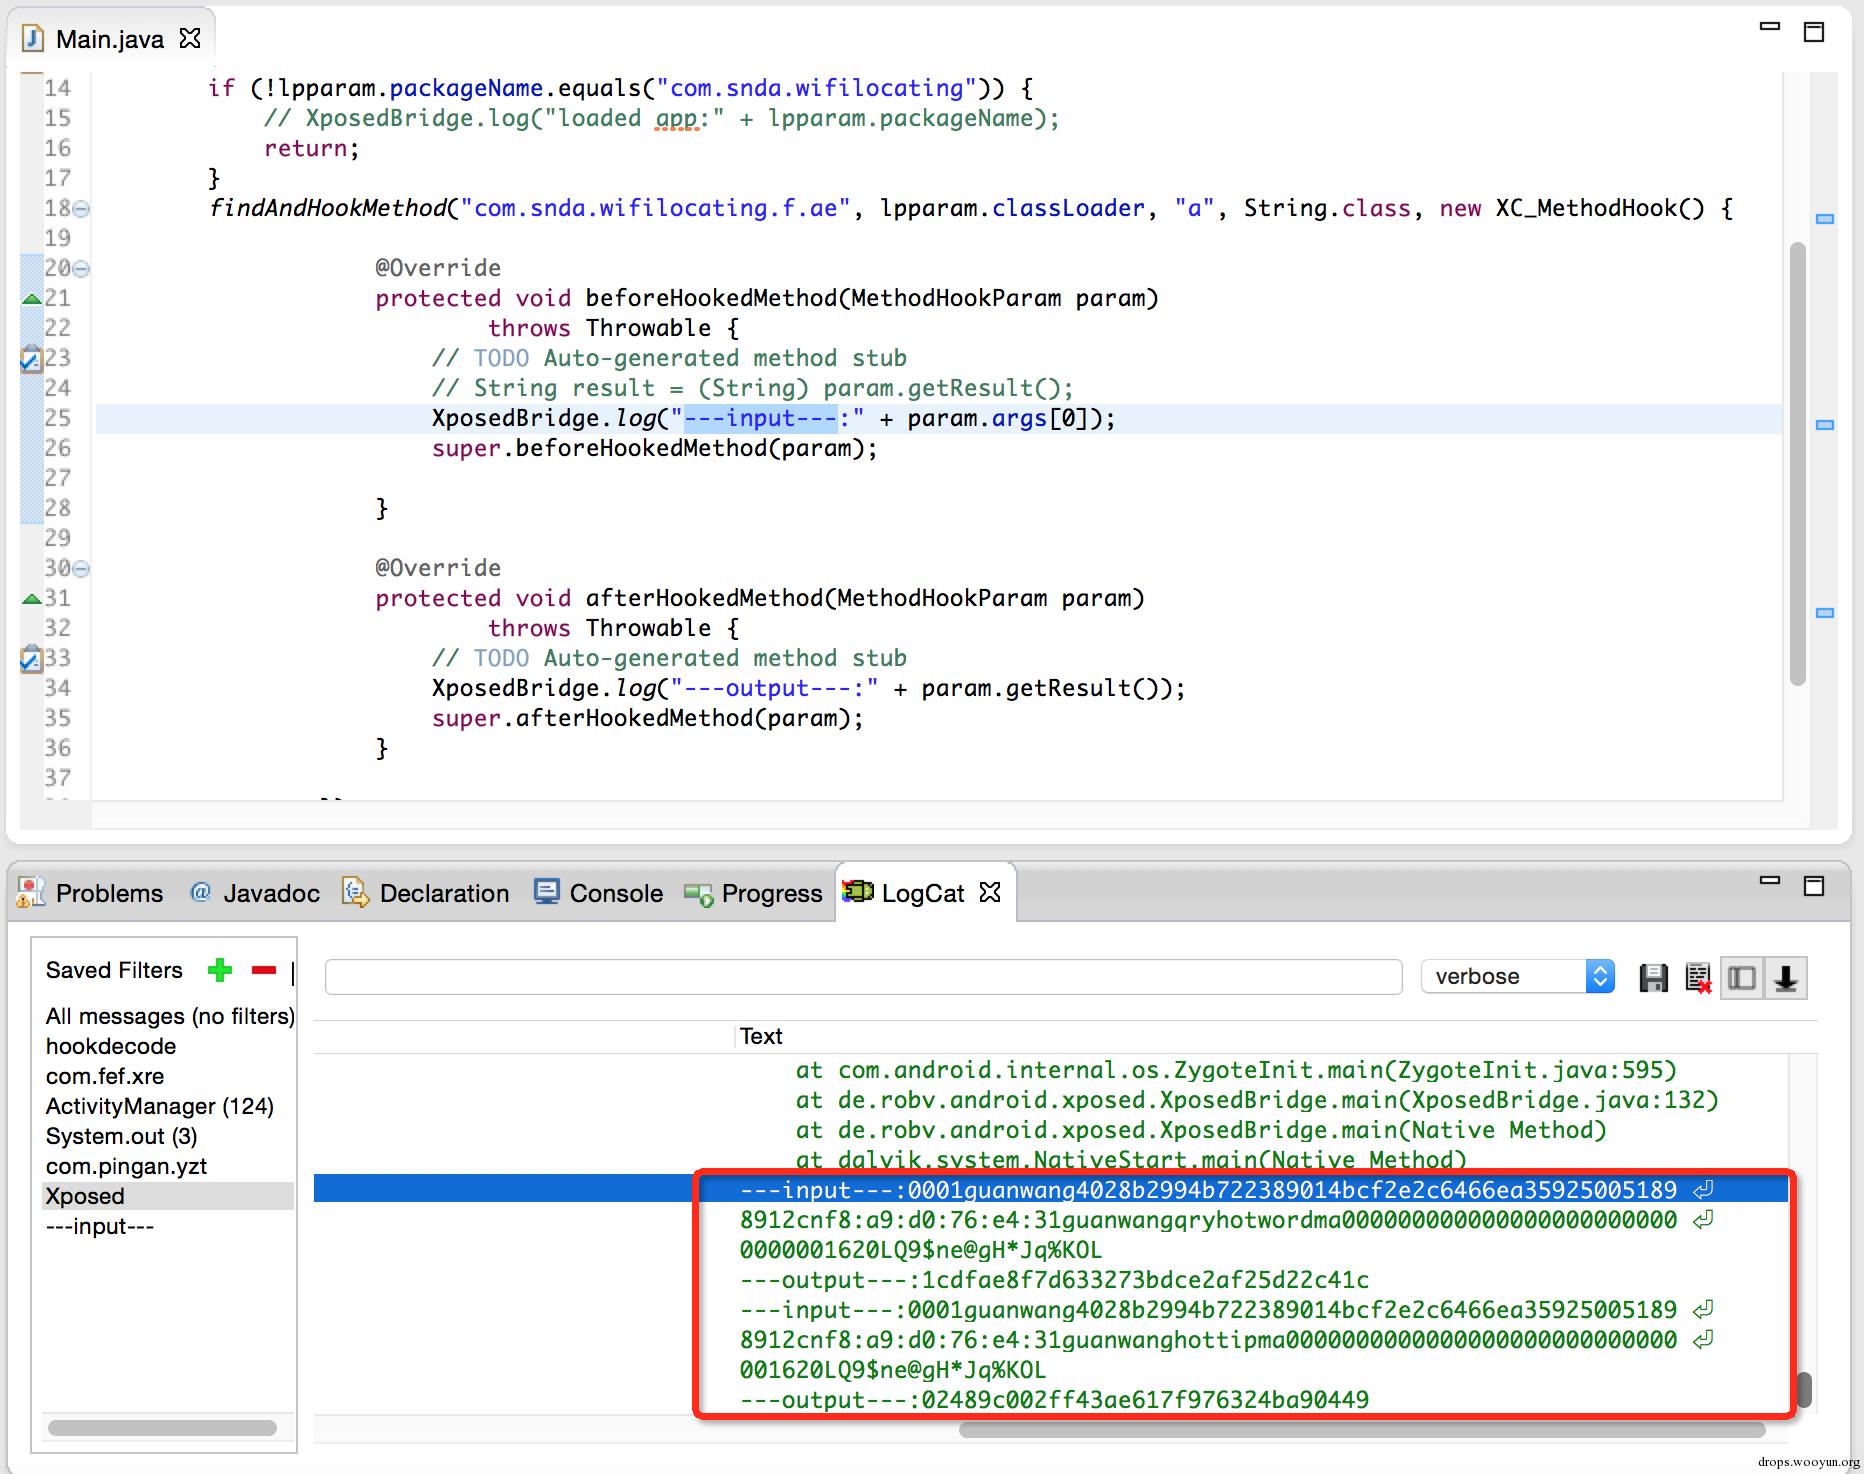 Main.java
14 if (!lpparam.packageName.equals("com.snda.wifilocating")) {
15 // XposedBridge.log("loaded app:" + lpparam.packageName);
16 return;
17 }
18 findAndHookMethod("com.snda.wifilocating.f.ae", lpparam.classLoader, "a", String.class, new XC_MethodHook() {
19
20 @Override
21 protected void beforeHookedMethod(MethodHookParam param)
22 throws Throwable {
23 // TODO Auto-generated method stub
24 // String result = (String) param.getResult();
25 XposedBridge.log("---input---:" + param.args[0]);
26 super.beforeHookedMethod(param);
27
28 }
29
30 @Override
31 protected void afterHookedMethod(MethodHookParam param)
32 throws Throwable {
33 // TODO Auto-generated method stub
34 XposedBridge.log("---output---:" + param.getResult());
35 super.afterHookedMethod(param);
36 }
37
Problems @ Javadoc Declaration Console Progress LogCat
Saved Filters
verbose
All messages (no filters)
hookdecode
com.fef.xre
ActivityManager (124)
System.out (3)
com.pingan.yzt
Xposed
---input---
Text
at com.android.internal.os.ZygoteInit.main(ZygoteInit.java:595)
at de.robv.android.xposed.XposedBridge.main(XposedBridge.java:132)
at de.robv.android.xposed.XposedBridge.main(Native Method)
at dalvik.system.NativeStart.main(Native Method)
---input---:0001guanwang4028b2994b722389014bcf2e2c6466ea35925005189
8912cnf8:a9:d0:76:e4:31guanwangqryhotwordma000000000000000000000000
0000001620LQ9$ne@gH*Jq%KOL
---output---:1cdfae8f7d633273bdce2af25d22c41c
---input---:0001guanwang4028b2994b722389014bcf2e2c6466ea35925005189
8912cnf8:a9:d0:76:e4:31guanwanghottipma0000000000000000000000000000
001620LQ9$ne@gH*Jq%KOL
---output---:02489c002ff43ae617f976324ba90449
drops.wooyun.org